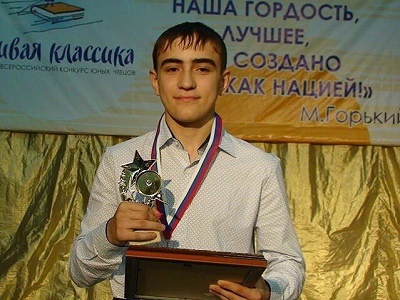 ивая классика
ВСЕРОССИЙСКИЙ КОНКУРС ЮНЫХ ЧТЕЦОВ
НАША ГОРДОСТЬ,
ЛУЧШЕЕ,
СОЗДАНО
КАК НАЦИЕЙ!»
М.Горький